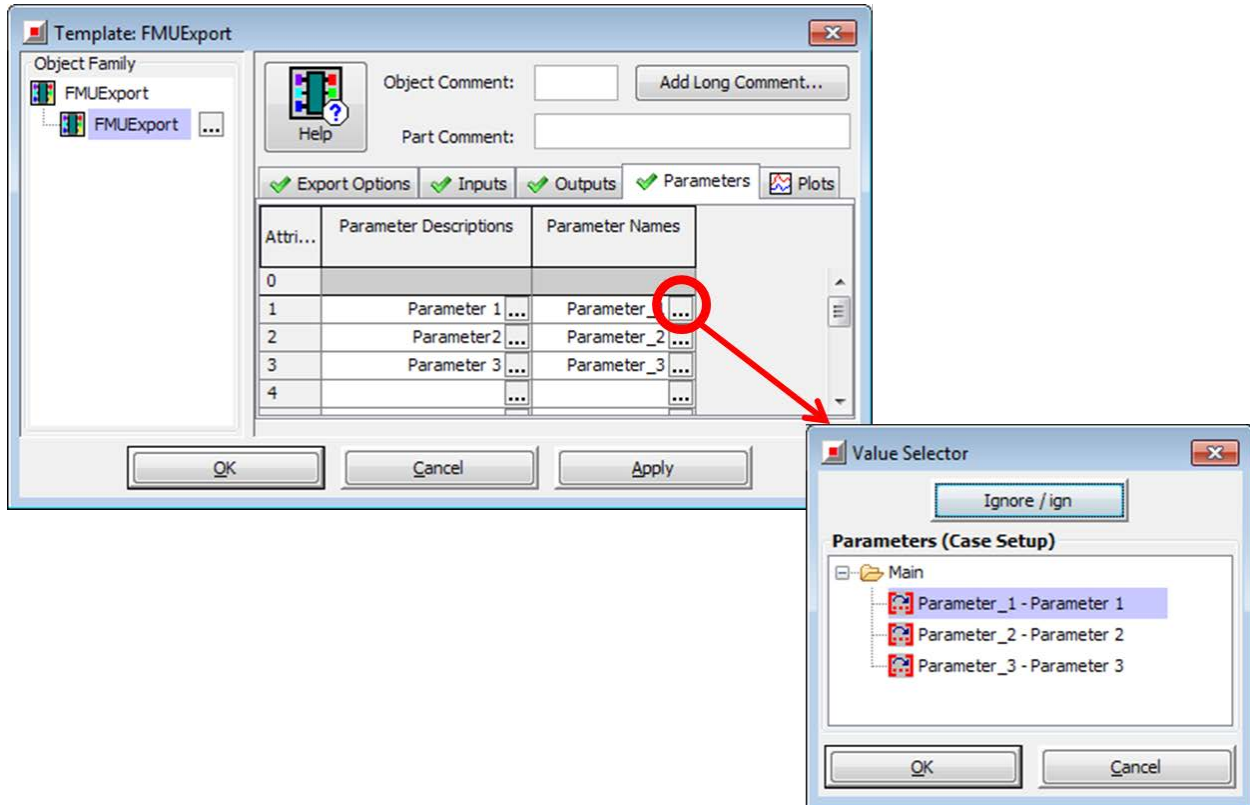 Template: FMUExport
Object Family
FMUExport
FMUExport ...
Help
Object Comment:
Add Long Comment...
Part Comment:
Export Options Inputs Outputs Parameters Plots
Attri... Parameter Descriptions Parameter Names
0
1 Parameter 1 ... Parameter_1 ...
2 Parameter2 ... Parameter_2 ...
3 Parameter 3 ... Parameter_3 ...
4 ... ...
OK Cancel Apply
Value Selector
Ignore / ign
Parameters (Case Setup)
Main
Parameter_1 - Parameter 1
Parameter_2 - Parameter 2
Parameter_3 - Parameter 3
OK Cancel